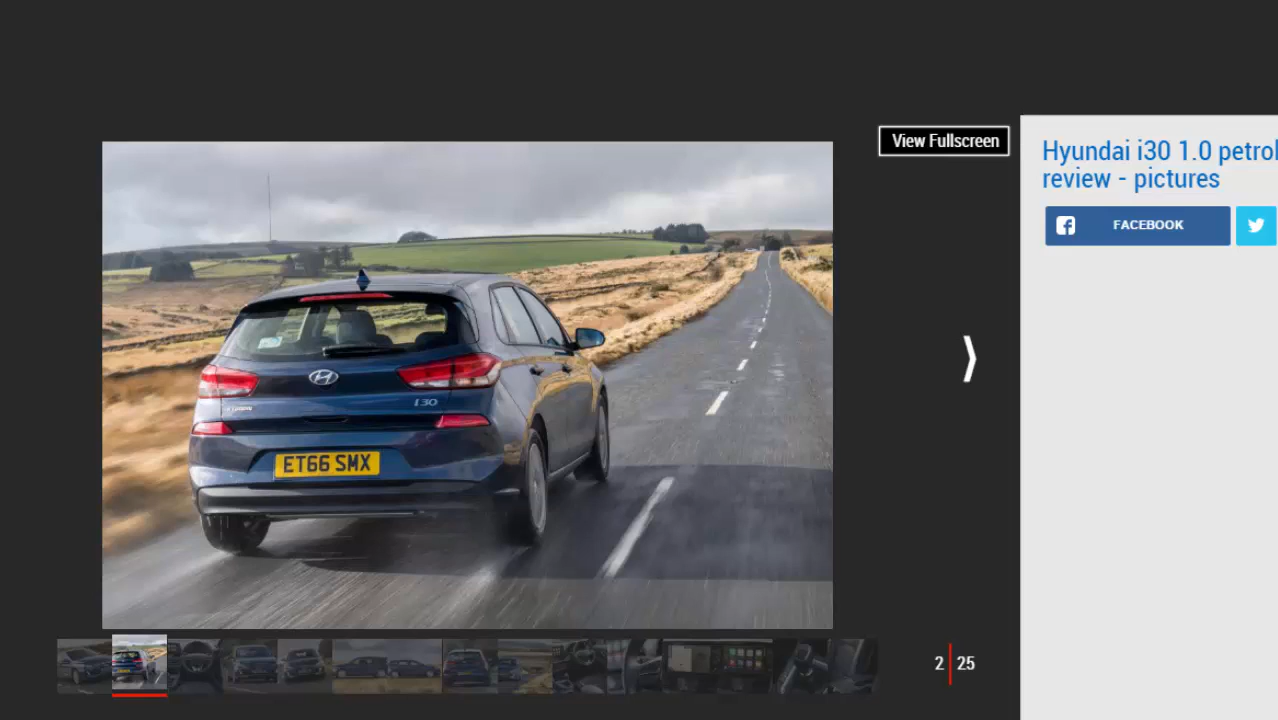 View Fullscreen
Hyundai i30 1.0 petrol
review - pictures
FACEBOOK
i30
ET66 SMX
2 25